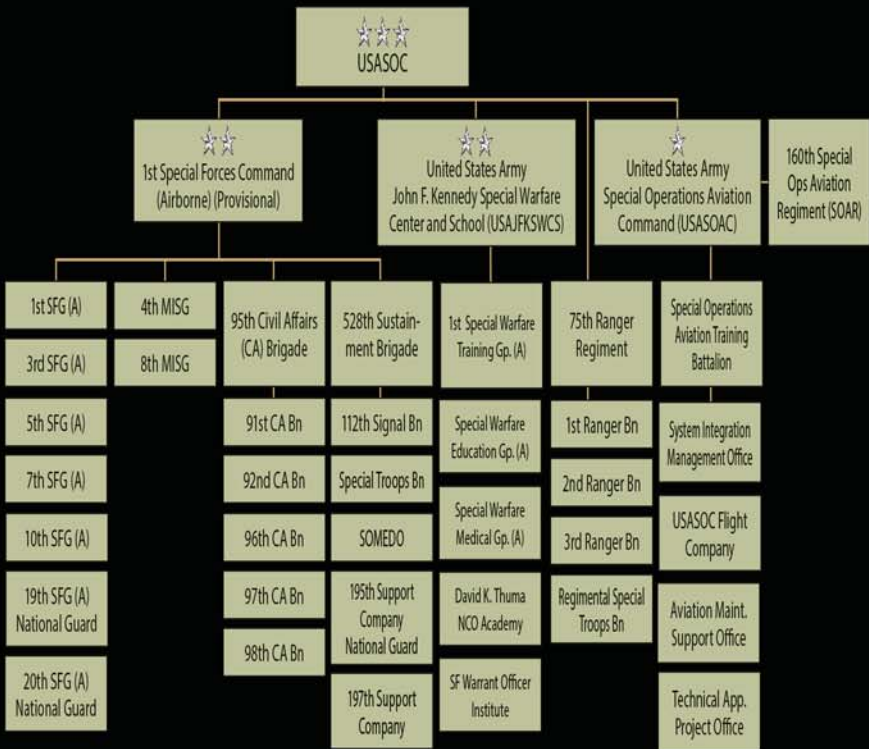 USASOC
1st Special Forces Command
(Airborne) (Provisional)
United States Army
John F. Kennedy Special Warfare
Center and School (USAJFKSWCS)
United States Army
Special Operations Aviation
Command (USASOAC)
160th Special
Ops Aviation
Regiment (SOAR)
1st SFG (A)
3rd SFG (A)
5th SFG (A)
7th SFG (A)
10th SFG (A)
19th SFG (A)
National Guard
20th SFG (A)
National Guard
4th MISG
8th MISG
95th Civil Affairs
(CA) Brigade
91st CA Bn
92nd CA Bn
96th CA Bn
97th CA Bn
98th CA Bn
528th Sustain-
ment Brigade
112th Signal Bn
Special Troops Bn
SOMEDO
195th Support
Company
National Guard
197th Support
Company
1st Special Warfare
Training Gp. (A)
Special Warfare
Education Gp. (A)
Special Warfare
Medical Gp. (A)
David K. Thuma
NCO Academy
SF Warrant Officer
Institute
75th Ranger
Regiment
1st Ranger Bn
2nd Ranger Bn
3rd Ranger Bn
Regimental Special
Troops Bn
Special Operations
Aviation Training
Battalion
System Integration
Management Office
USASOC Flight
Company
Aviation Maint.
Support Office
Technical App.
Project Office